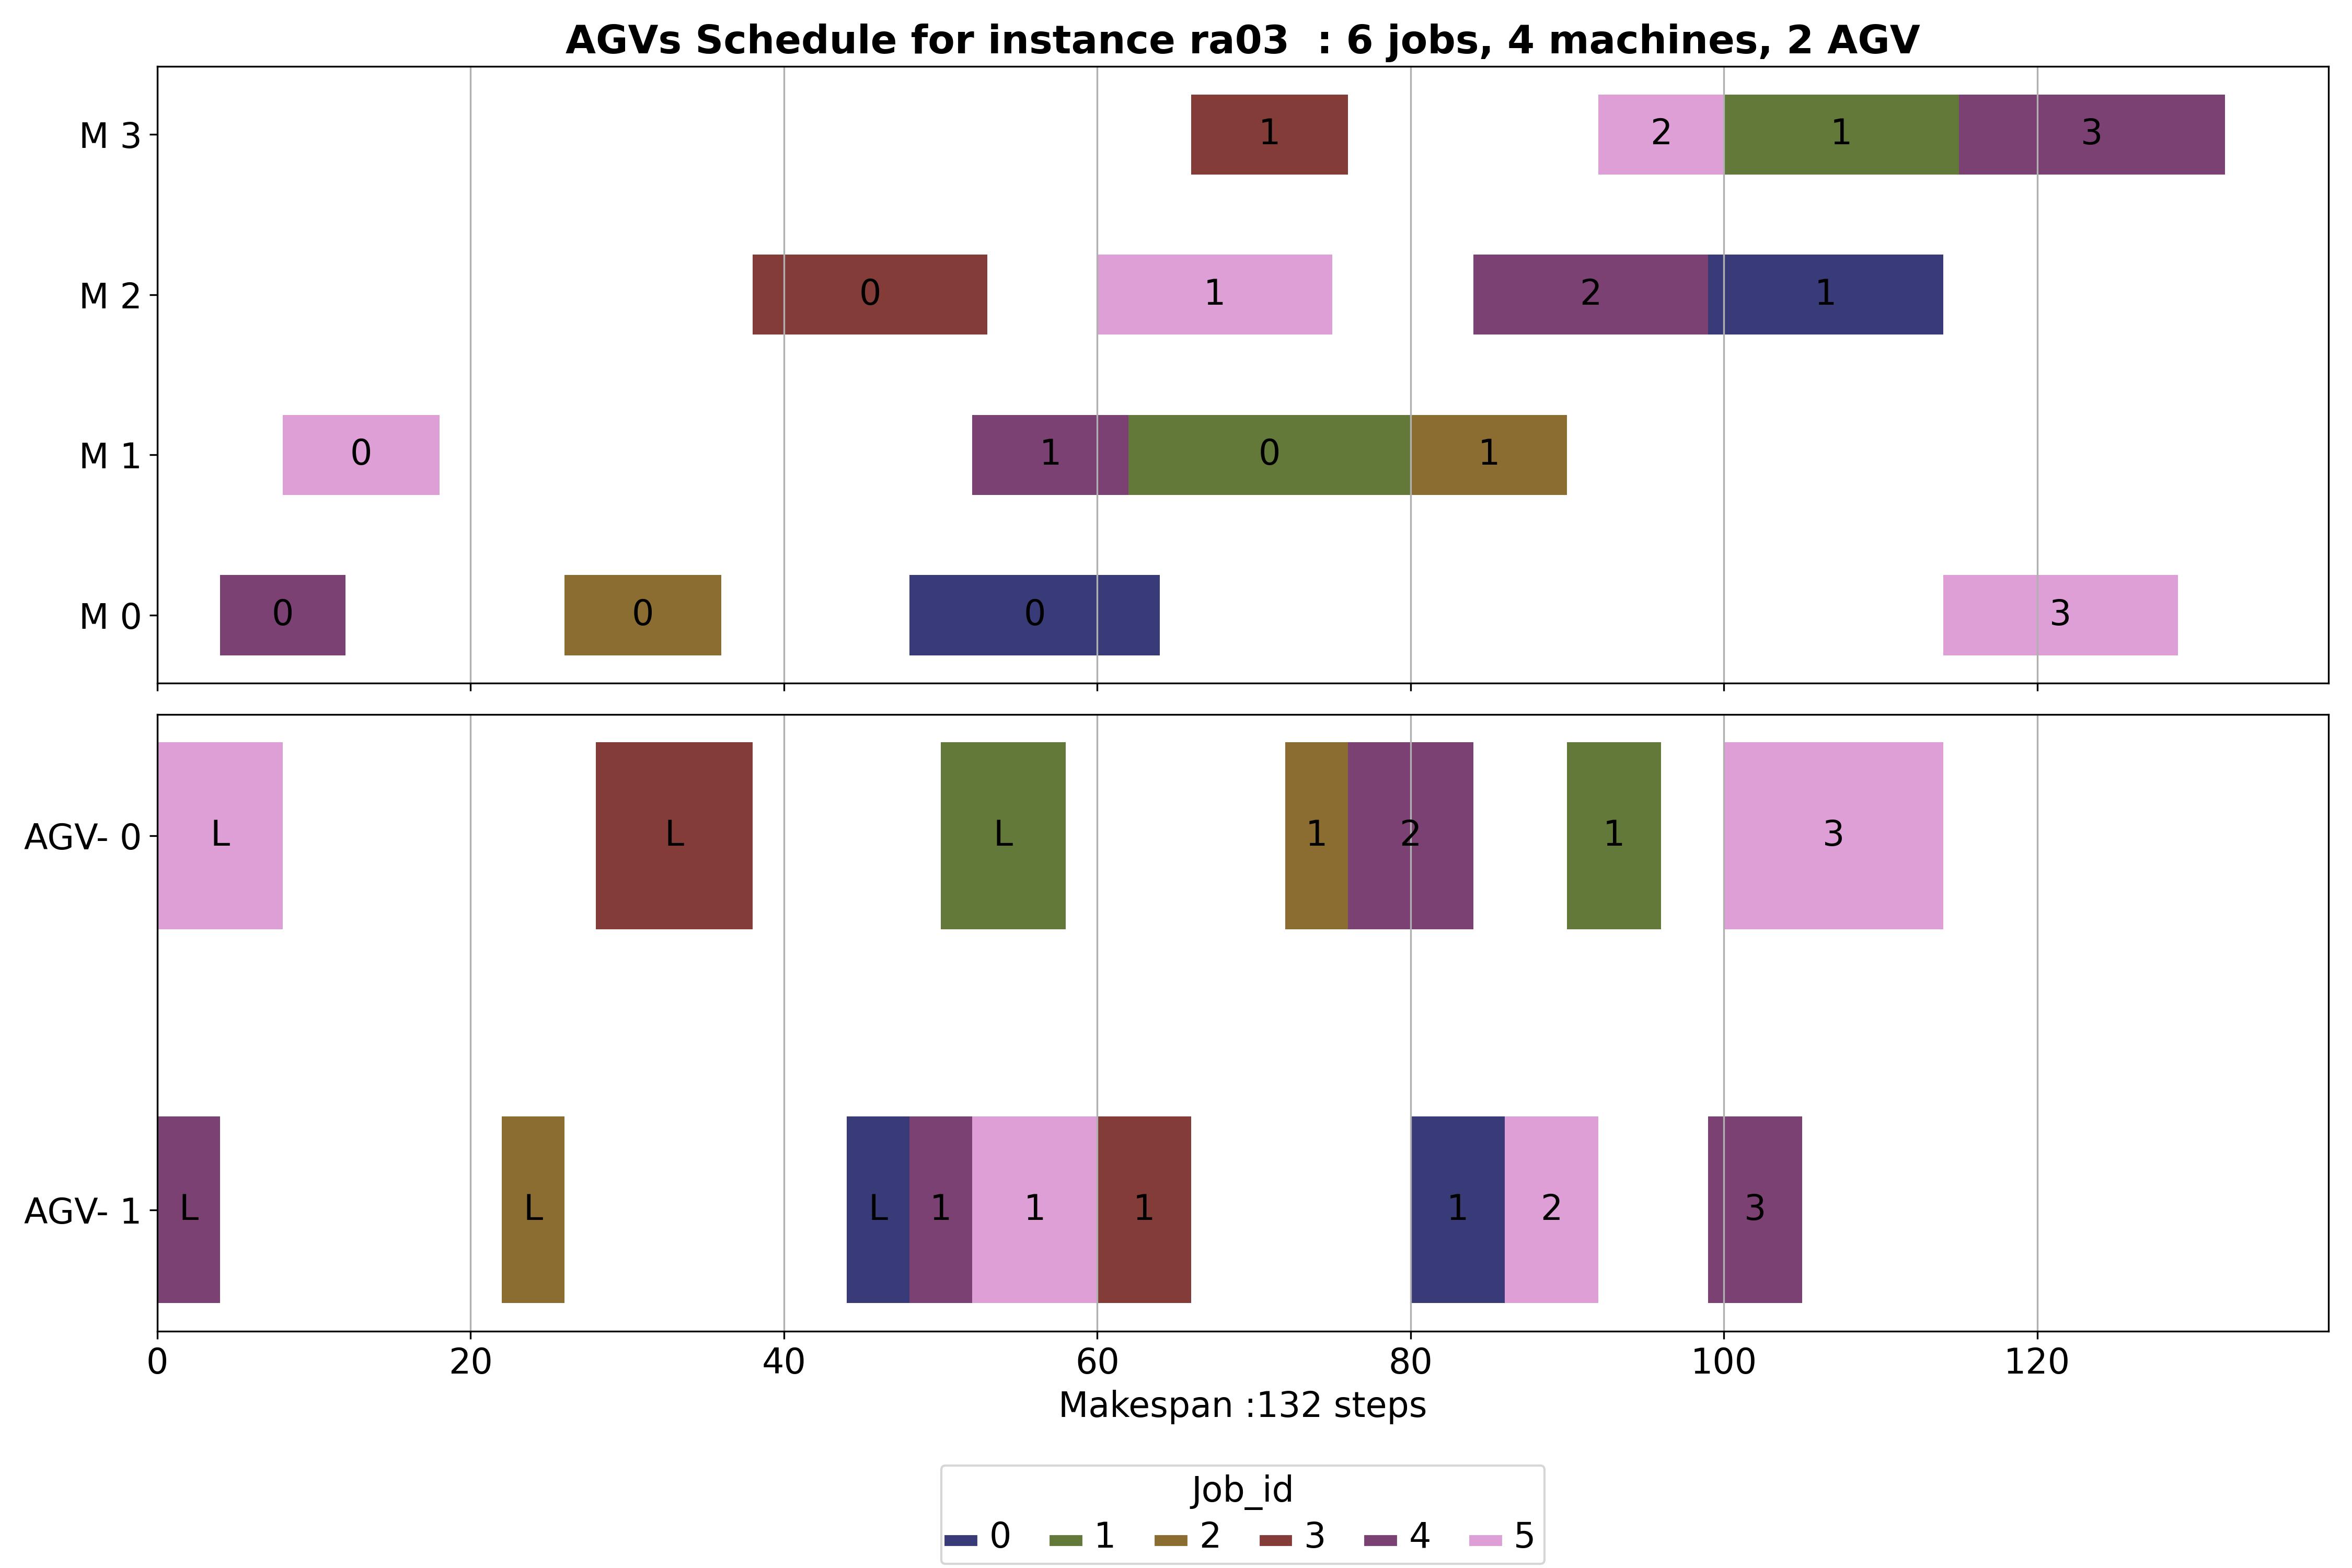 AGVs Schedule for instance ra03  : 6 jobs, 4 machines, 2 AGV
M 3
1
2
1
3
M 2
0
1
2
1
M 1
0
1
0
1
M 0
0
0
0
3
AGV- 0
L
L
L
1
2
1
3
AGV- 1
L
L
L
1
1
1
1
2
3
0 20 40 60 80 100 120
Makespan :132 steps
Job_id
0 1 2 3 4 5